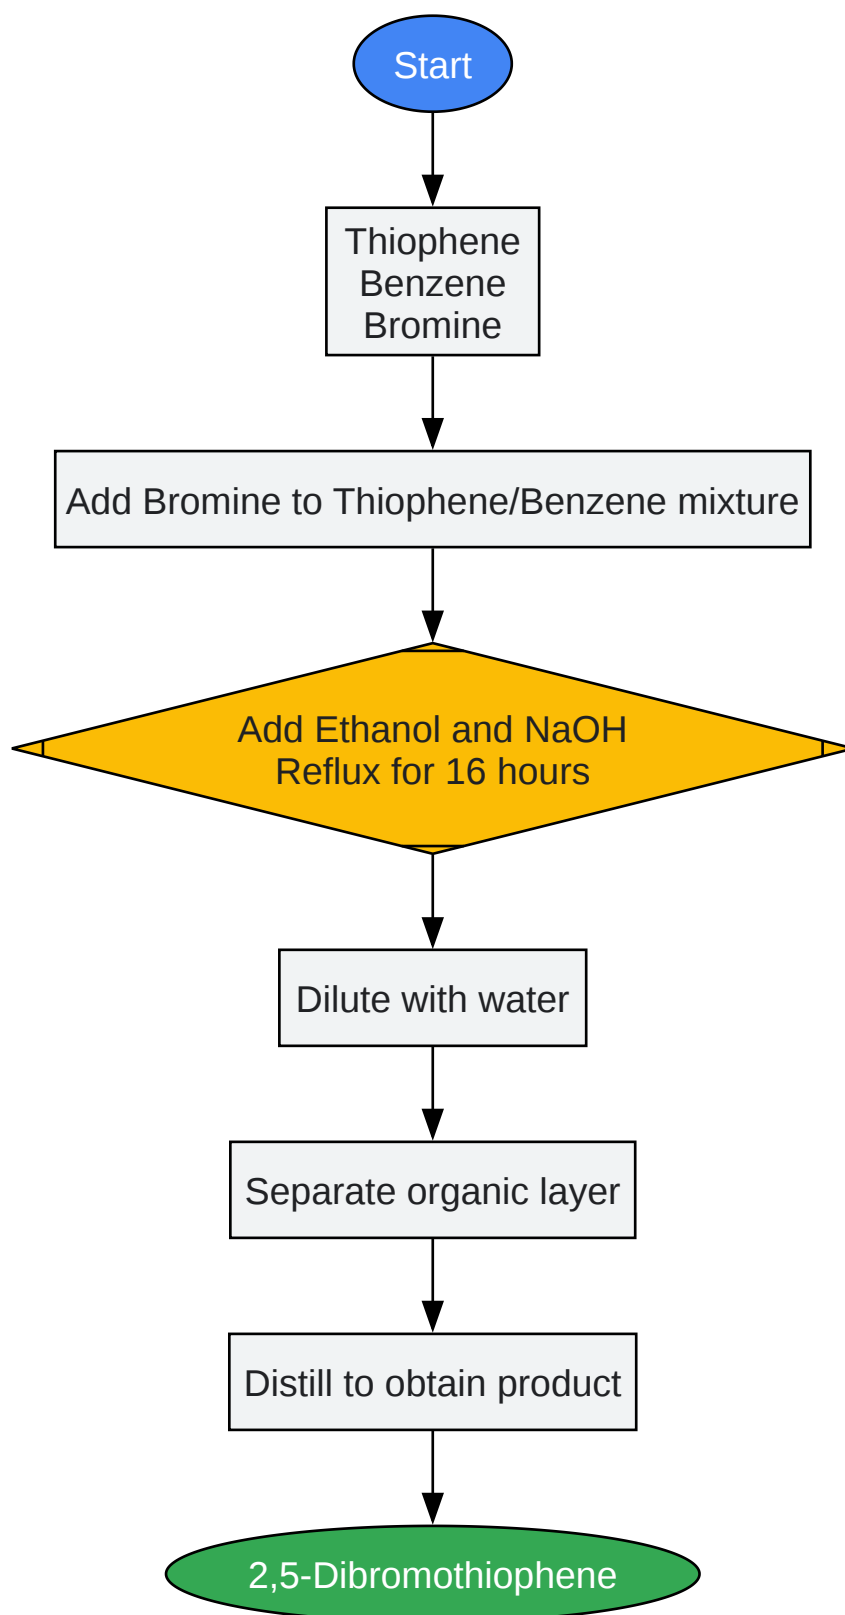 Start
Thiophene
Benzene
Bromine
Add Bromine to Thiophene/Benzene mixture
Add Ethanol and NaOH
Reflux for 16 hours
Dilute with water
Separate organic layer
Distill to obtain product
2,5-Dibromothiophene